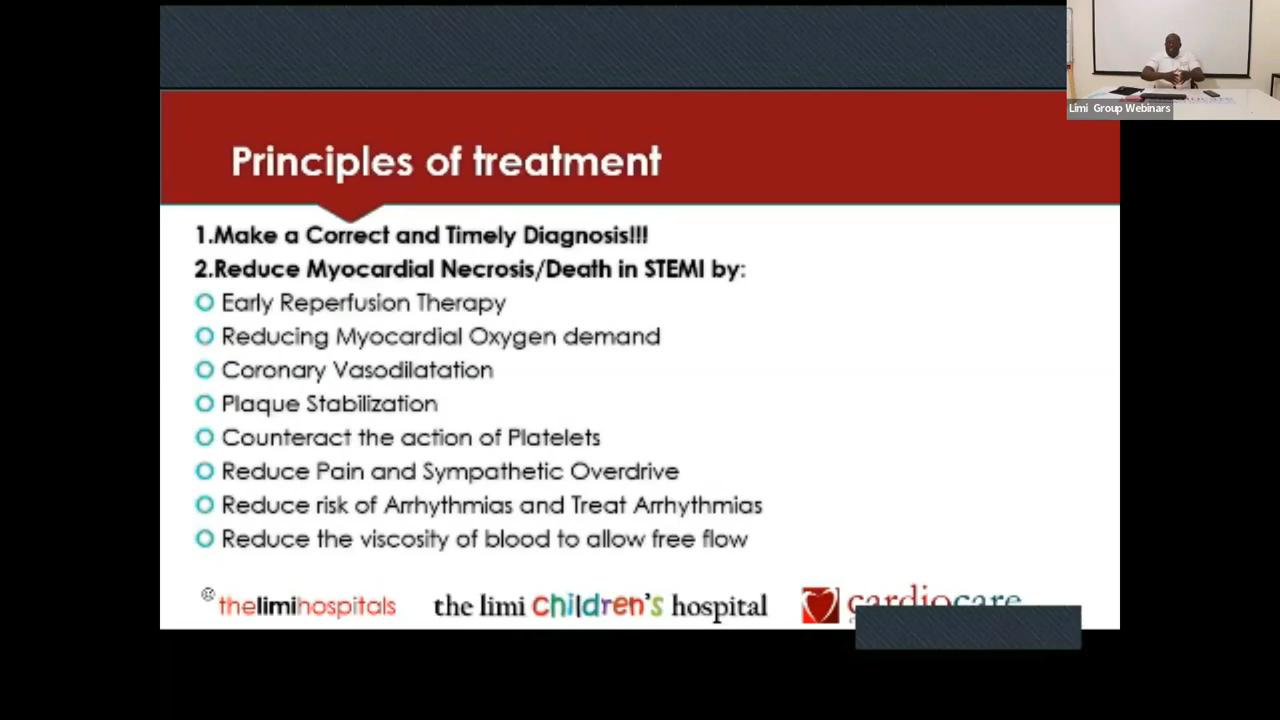 Limi Group Webinars
Principles of treatment
1.Make a Correct and Timely Diagnosis!!!
2.Reduce Myocardial Necrosis/Death in STEMI by:
Early Reperfusion Therapy
Reducing Myocardial Oxygen demand
Coronary Vasodilatation
Plaque Stabilization
Counteract the action of Platelets
Reduce Pain and Sympathetic Overdrive
Reduce risk of Arrhythmias and Treat Arrhythmias
Reduce the viscosity of blood to allow free flow
thelimihospitals
the limi children's hospital
cardiocare